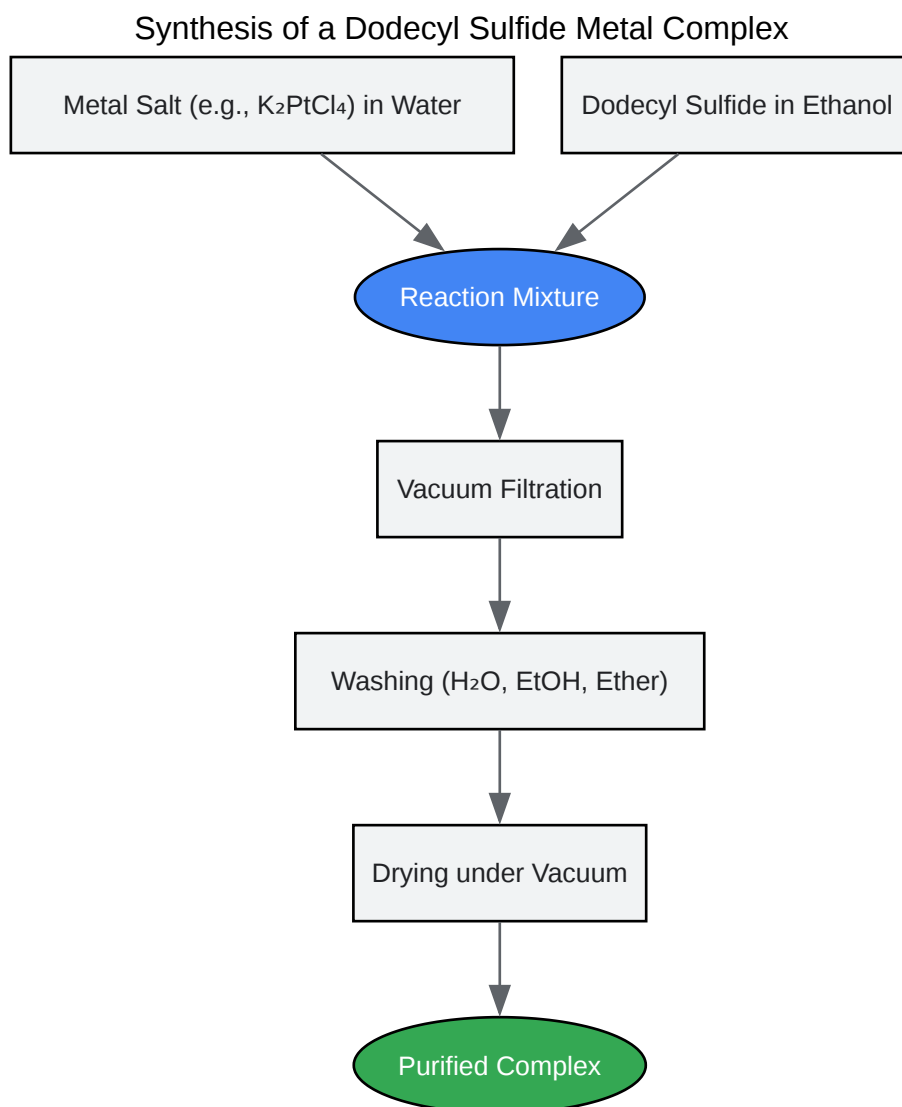 Synthesis of a Dodecyl Sulfide Metal Complex
Metal Salt (e.g., K₂PtCl₄) in Water
Dodecyl Sulfide in Ethanol
Reaction Mixture
Vacuum Filtration
Washing (H₂O, EtOH, Ether)
Drying under Vacuum
Purified Complex